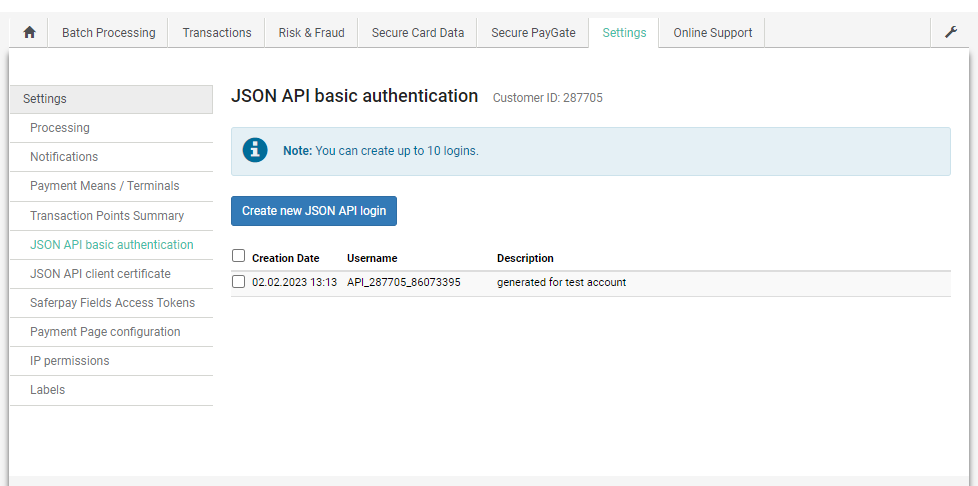 Batch Processing Transactions Risk & Fraud Secure Card Data Secure PayGate Settings Online Support
Settings
Processing
Notifications
Payment Means / Terminals
Transaction Points Summary
JSON API basic authentication
JSON API client certificate
Saferpay Fields Access Tokens
Payment Page configuration
IP permissions
Labels
JSON API basic authentication Customer ID: 287705
Note: You can create up to 10 logins.
Create new JSON API login
Creation Date Username Description
02.02.2023 13:13 API_287705_86073395 generated for test account